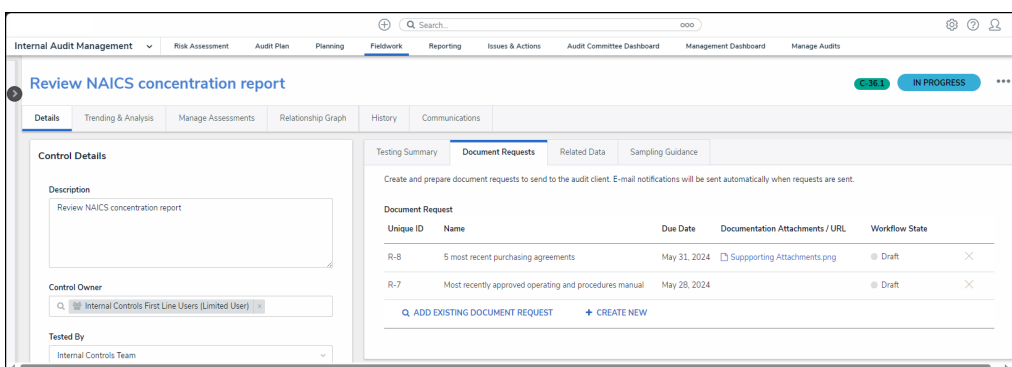 Search...
Internal Audit Management
Risk Assessment
Audit Plan
Planning
Fieldwork
Reporting
Issues & Actions
Audit Committee Dashboard
Management Dashboard
Manage Audits
Review NAICS concentration report
C-36.1
IN PROGRESS
Details
Trending & Analysis
Manage Assessments
Relationship Graph
History
Communications
Control Details
Description
Review NAICS concentration report
Control Owner
Internal Controls First Line Users (Limited User)
Tested By
Internal Controls Team
Testing Summary
Document Requests
Related Data
Sampling Guidance
Create and prepare document requests to send to the audit client. E-mail notifications will be sent automatically when requests are sent.
Document Request
Unique ID Name Due Date Documentation Attachments / URL Workflow State
R-8 5 most recent purchasing agreements May 31, 2024 Suppporting Attachments.png Draft
R-7 Most recently approved operating and procedures manual May 28, 2024 Draft
ADD EXISTING DOCUMENT REQUEST + CREATE NEW